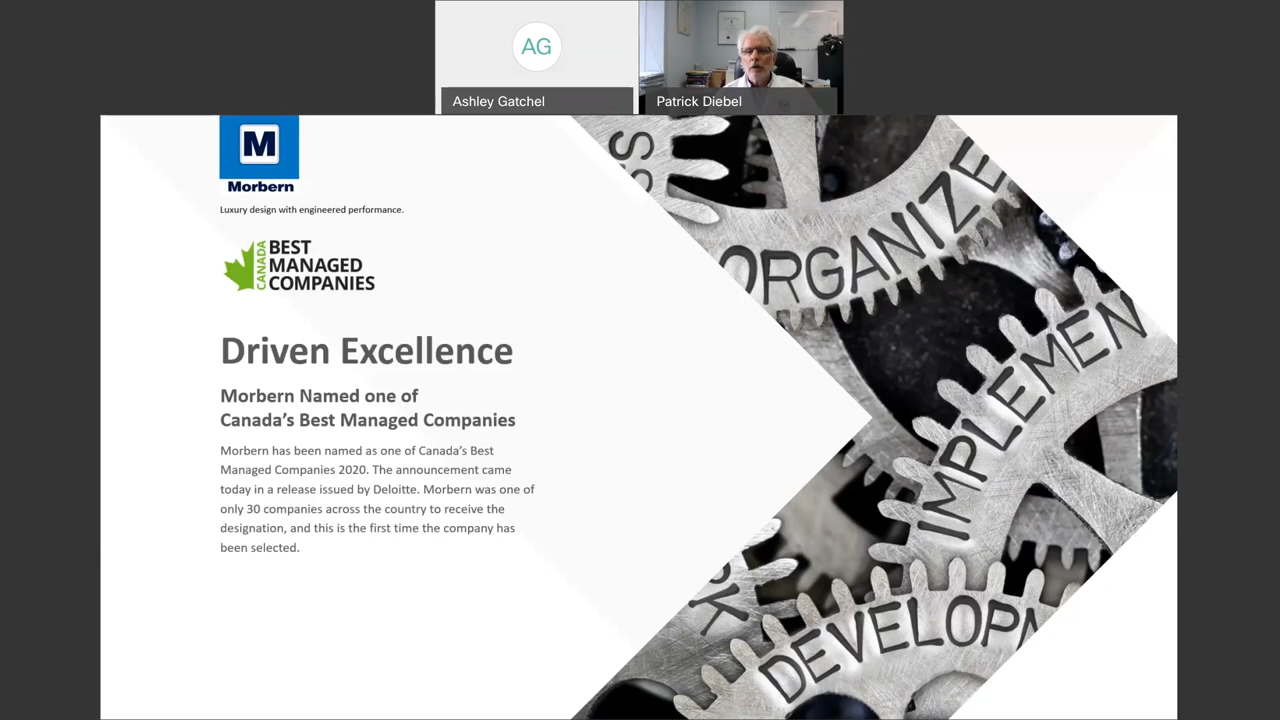 AG
Ashley Gatchel
Patrick Diebel
M
Morbern
Luxury design with engineered performance.
CANADA
BEST
MANAGED
COMPANIES
Driven Excellence
Morbern Named one of
Canada's Best Managed Companies
Morbern has been named as one of Canada's Best
Managed Companies 2020. The announcement came
today in a release issued by Deloitte. Morbern was one of
only 30 companies across the country to receive the
designation, and this is the first time the company has
been selected.
SS
ORGANIZE
IMPLEMEN
RK
DEVELOPM